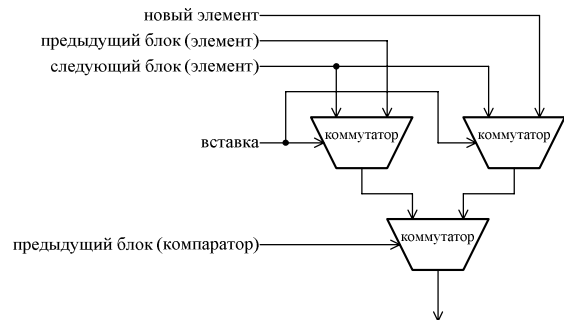 новый элемент
предыдущий блок (элемент)
следующий блок (элемент)
вставка
коммутатор
коммутатор
предыдущий блок (компаратор)
коммутатор